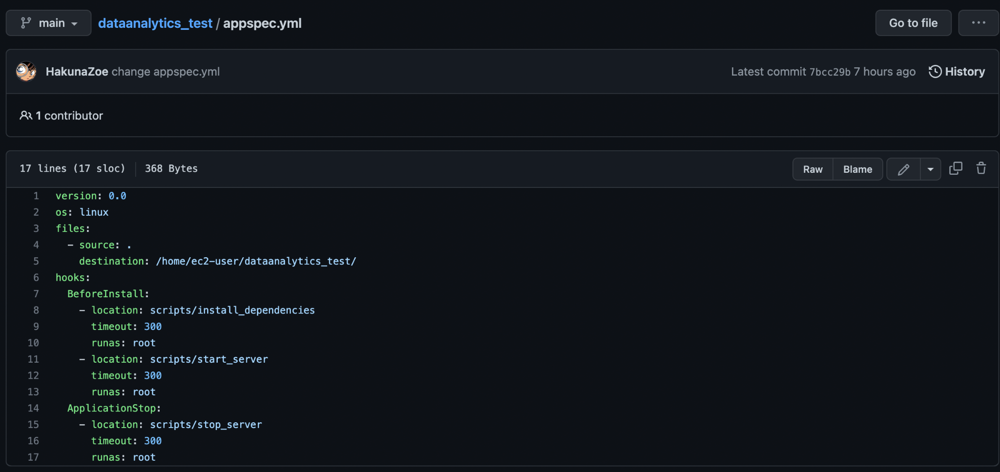 main
dataanalytics_test / appspec.yml
Go to file
HakunaZoe change appspec.yml
Latest commit 7bcc29b 7 hours ago
History
1 contributor
17 lines (17 sloc)
368 Bytes
Raw
Blame
1 version: 0.0
2 os: linux
3 files:
4   - source: .
5     destination: /home/ec2-user/dataanalytics_test/
6 hooks:
7   BeforeInstall:
8     - location: scripts/install_dependencies
9       timeout: 300
10       runas: root
11     - location: scripts/start_server
12       timeout: 300
13       runas: root
14   ApplicationStop:
15     - location: scripts/stop_server
16       timeout: 300
17       runas: root